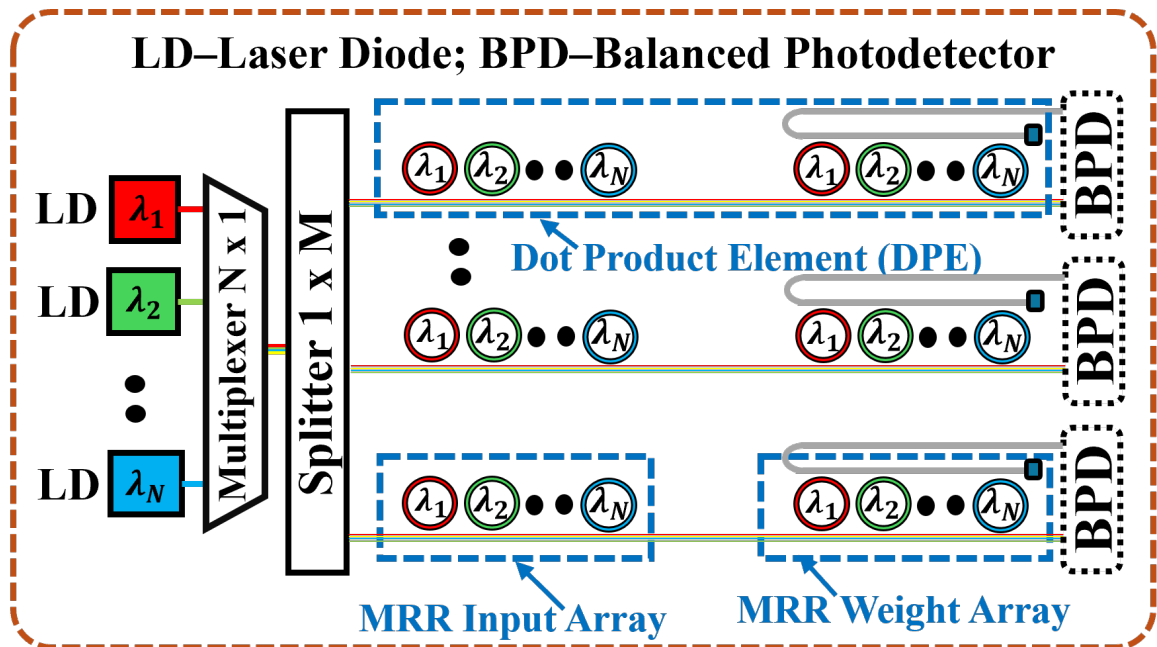 LD–Laser Diode; BPD–Balanced Photodetector
LD λ1
LD λ2
LD λN
Multiplexer N x 1
Splitter 1 x M
λ1 λ2 λN λ1 λ2 λN
BPD
Dot Product Element (DPE)
λ1 λ2 λN λ1 λ2 λN
BPD
λ1 λ2 λN λ1 λ2 λN
BPD
MRR Input Array
MRR Weight Array